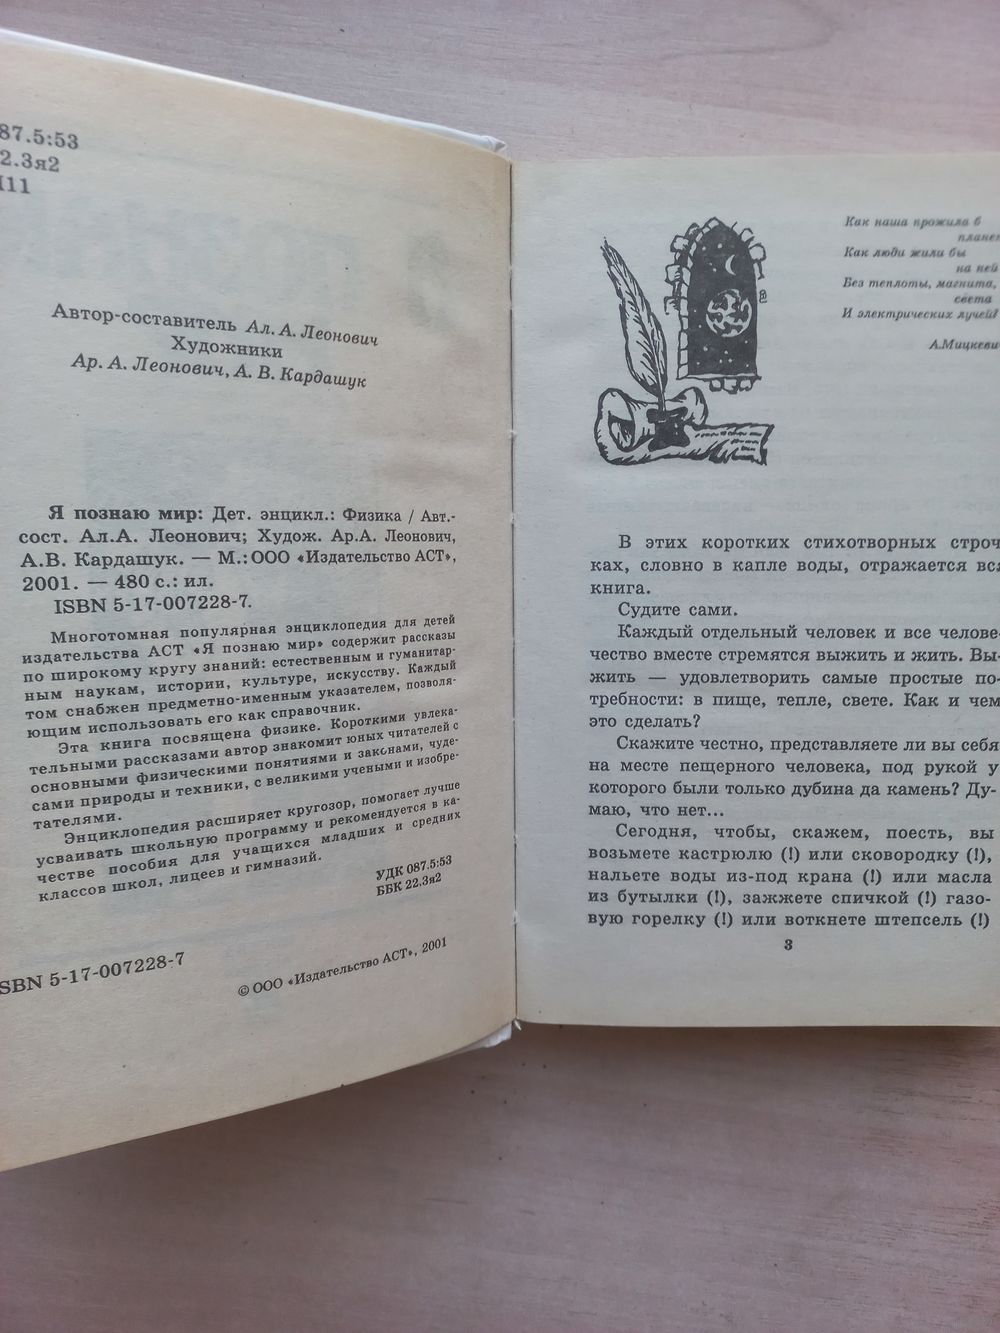 87.5:53
2.3я2
11
Автор-составитель Ал. А. Леонович
Художники
Ар. А. Леонович, А. В. Кардашук
Я познаю мир: Дет. энцикл.: Физика / Авт.-
сост. Ал.А. Леонович; Худож. Ар.А. Леонович,
А.В. Кардашук. — М.: ООО «Издательство АСТ»,
2001. — 480 с.: ил.
ISBN 5-17-007228-7.
Многотомная популярная энциклопедия для детей
издательства АСТ «Я познаю мир» содержит рассказы
по широкому кругу знаний: естественным и гуманитар-
ным наукам, истории, культуре, искусству. Каждый
том снабжен предметно-именным указателем, позволя-
ющим использовать его как справочник.
Эта книга посвящена физике. Короткими увлека-
тельными рассказами автор знакомит юных читателей с
основными физическими понятиями и законами, чуде-
сами природы и техники, с великими учеными и изобре-
тателями.
Энциклопедия расширяет кругозор, помогает лучше
усваивать школьную программу и рекомендуется в ка-
честве пособия для учащихся младших и средних
классов школ, лицеев и гимназий.
УДК 087.5:53
ББК 22.3я2
SBN 5-17-007228-7
© ООО «Издательство АСТ», 2001
Как наша прожила б
плане
Как люди жили бы
на ней
Без теплоты, магнита,
света
И электрических лучей?
А.Мицкеви
В этих коротких стихотворных строч
ках, словно в капле воды, отражается вся
книга.
Судите сами.
Каждый отдельный человек и все челове-
чество вместе стремятся выжить и жить. Вы-
жить — удовлетворить самые простые по-
требности: в пище, тепле, свете. Как и чем
это сделать?
Скажите честно, представляете ли вы себя
на месте пещерного человека, под рукой у
которого были только дубина да камень? Ду-
маю, что нет...
Сегодня, чтобы, скажем, поесть, вы
возьмете кастрюлю (!) или сковородку (!),
нальете воды из-под крана (!) или масла
из бутылки (!), зажжете спичкой (!) газо-
вую горелку (!) или воткнете штепсель (!)
3